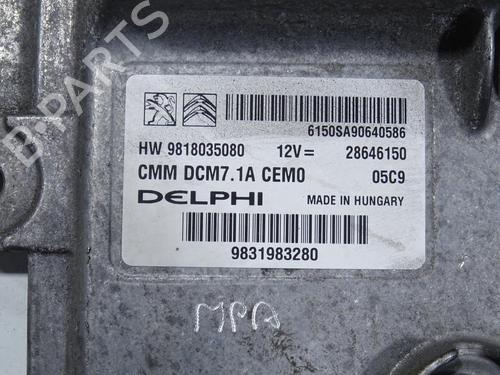 B-PARTS
6150SA90640586
HW 9818035080 12V= 28646150
CMM DCM7.1A CEM0 05C9
DELPHI MADE IN HUNGARY
9831983280
MPA